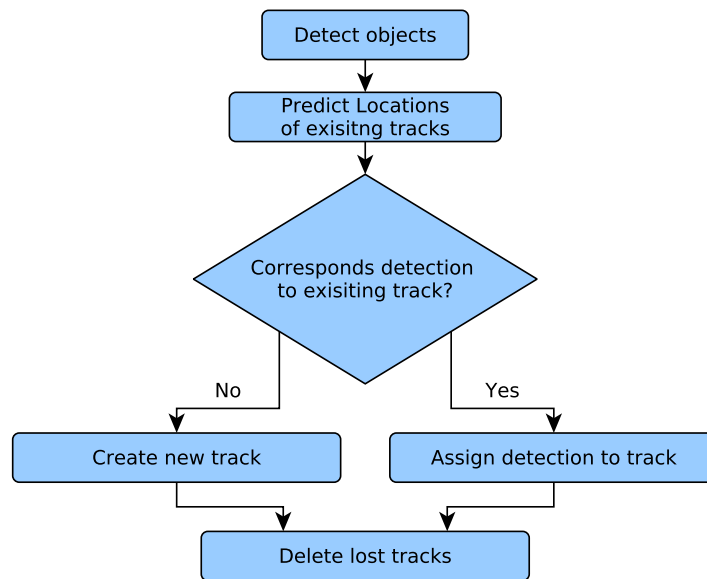 Detect objects
Predict Locations
of exisitng tracks
Corresponds detection
to exisiting track?
No
Yes
Create new track
Assign detection to track
Delete lost tracks